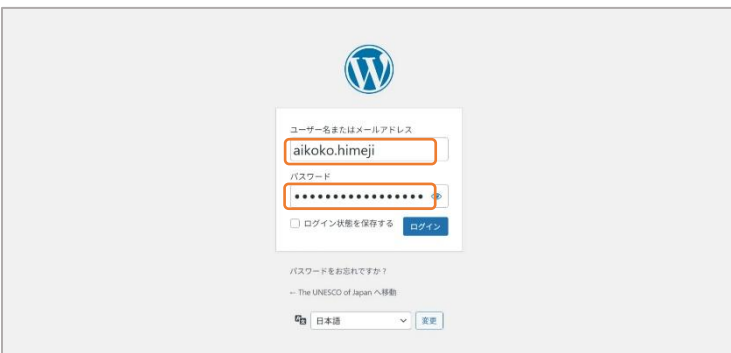 ユーザー名またはメールアドレス
aikoko.himeji
パスワード
•••••••••••••••••
ログイン状態を保存する ログイン
パスワードをお忘れですか ?
← The UNESCO of Japan へ移動
日本語 変更